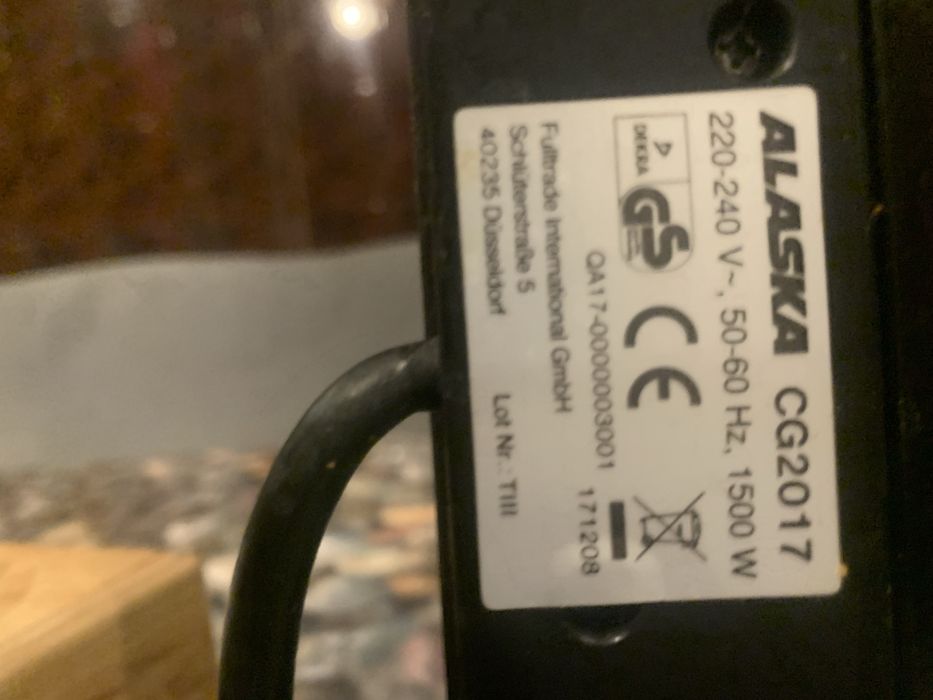 ALASKA CG2017
220-240 V~, 50-60 Hz, 1500 W
DEKRA
GS
CE
QA17-0000003001 171208
Fulltrade International GmbH
Schlüterstraße 5
40235 Düsseldorf
Lot Nr.: TIII